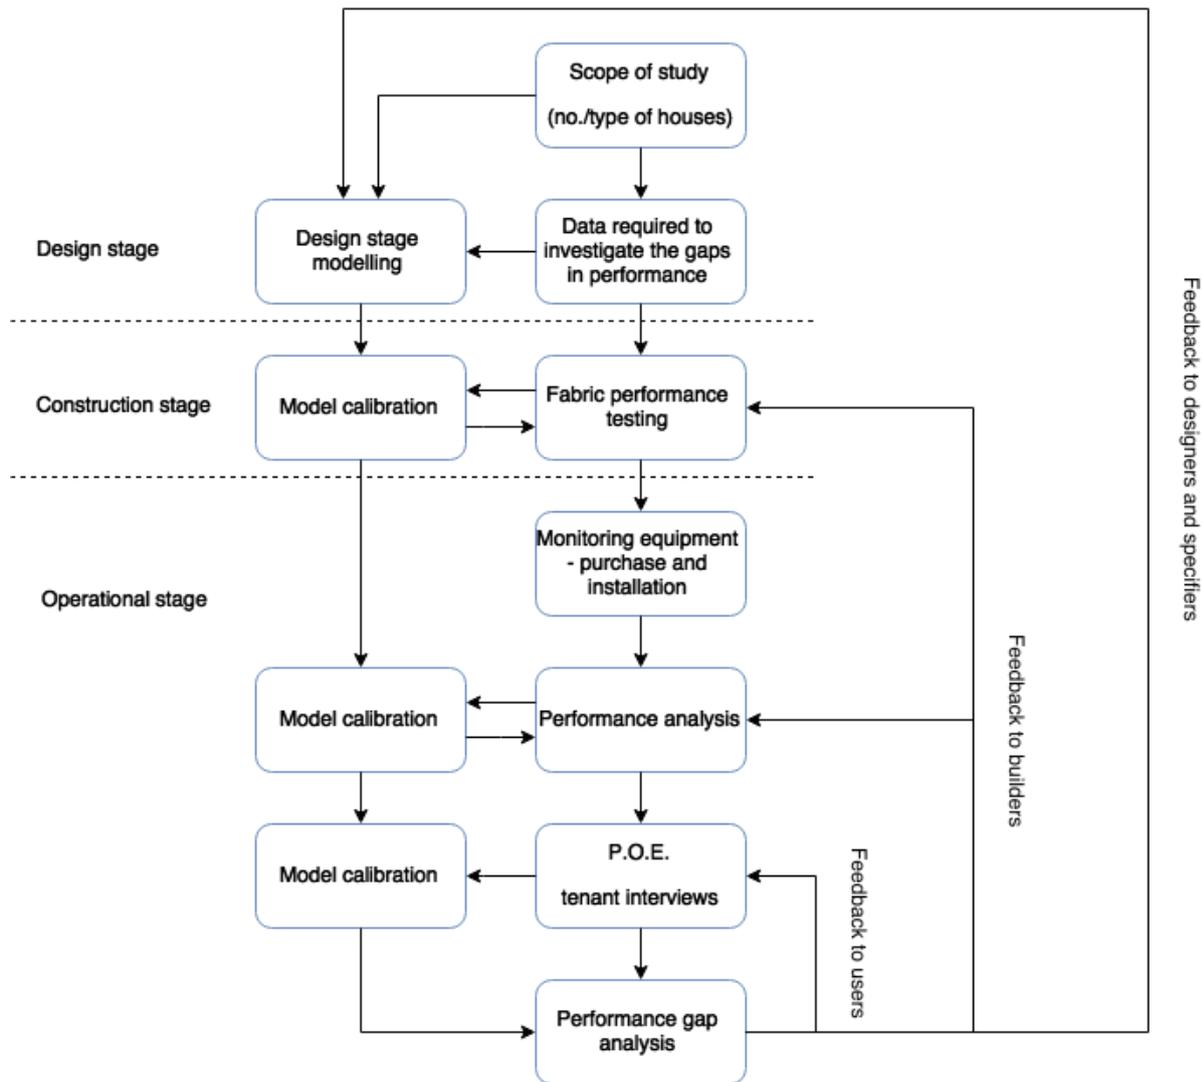 Scope of study
(no./type of houses)
Design stage
Design stage
modelling
Data required to
investigate the gaps
in performance
Construction stage
Model calibration
Fabric performance
testing
Operational stage
Monitoring equipment
- purchase and
installation
Model calibration
Performance analysis
Model calibration
P.O.E.
tenant interviews
Performance gap
analysis
Feedback to users
Feedback to builders
Feedback to designers and specifiers